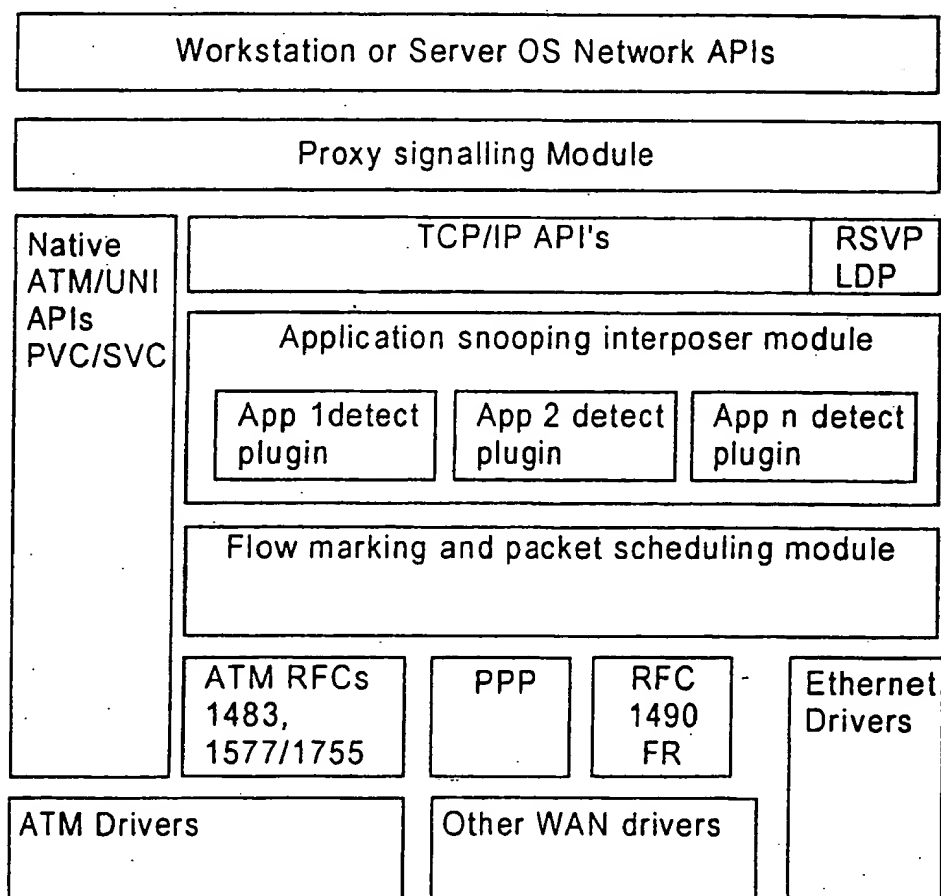 Workstation or Server OS Network APIs
Proxy signalling Module
Native
ATM/UNI
APIs
PVC/SVC
TCP/IP API's
RSVP
LDP
Application snooping interposer module
App 1detect
plugin
App 2 detect
plugin
App n detect
plugin
Flow marking and packet scheduling module
ATM RFCs
1483,
1577/1755
PPP
RFC
1490
FR
Ethernet
Drivers
ATM Drivers
Other WAN drivers